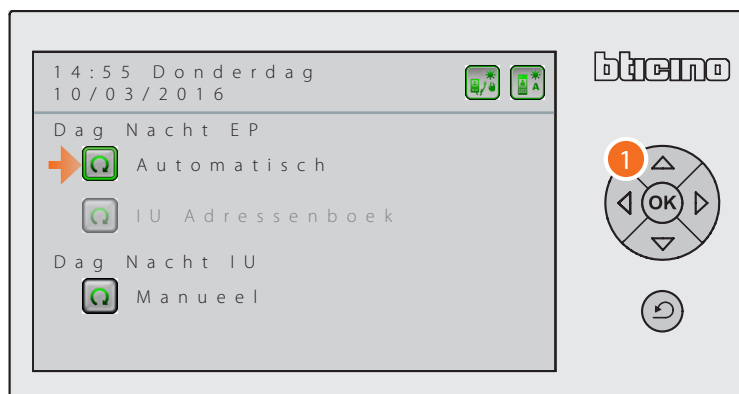 14:55 Donderdag
10/03/2016
A
bticino
Dag Nacht EP
Automatisch
IU Adressenboek
Dag Nacht IU
Manueel
1
OK